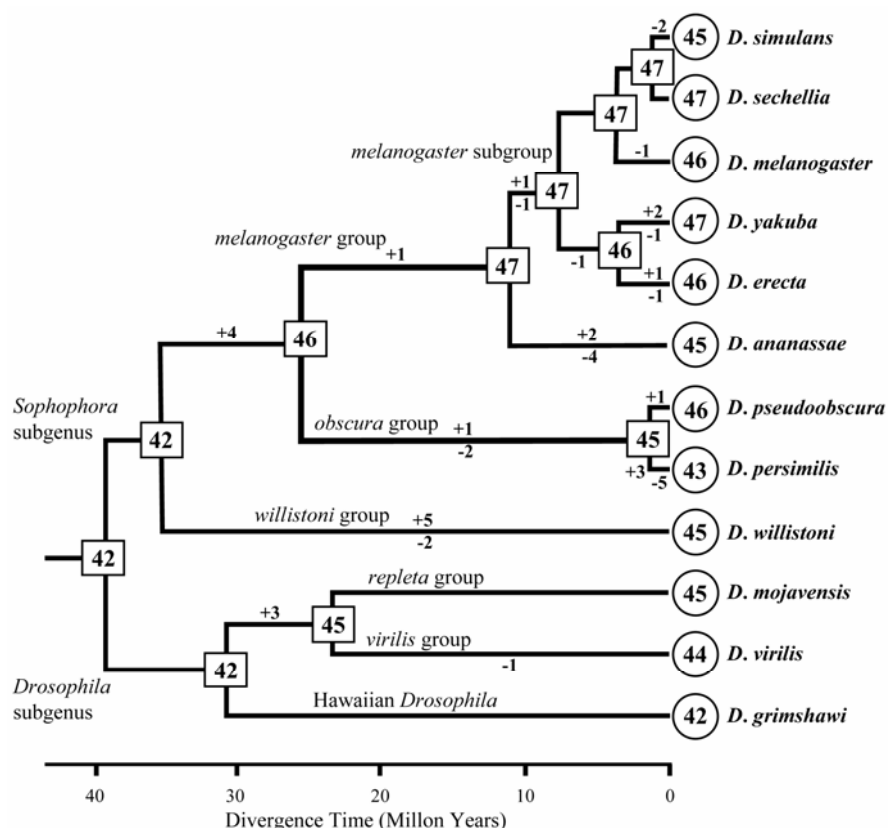 -2
45 D. simulans
47
47 D. sechellia
47
melanogaster subgroup
-1
46 D. melanogaster
+1
-1
47
+2
-1
47 D. yakuba
melanogaster group
+1
-1
46
+1
-1
46 D. erecta
47
+4
46
+2
-4
45 D. ananassae
Sophophora
subgenus
42
obscura group
+1
-2
+1
46 D. pseudoobscura
45
+3
-5
43 D. persimilis
willistoni group
+5
-2
45 D. willistoni
42
repleta group
45 D. mojavensis
+3
45
virilis group
-1
44 D. virilis
42
Drosophila
subgenus
Hawaiian Drosophila
42 D. grimshawi
40 30 20 10 0
Divergence Time (Millon Years)